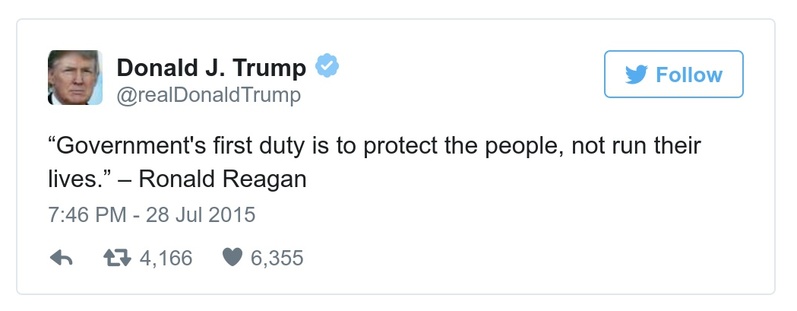 Donald J. Trump
@realDonaldTrump
Follow
“Government's first duty is to protect the people, not run their
lives.” – Ronald Reagan
7:46 PM - 28 Jul 2015
4,166 6,355